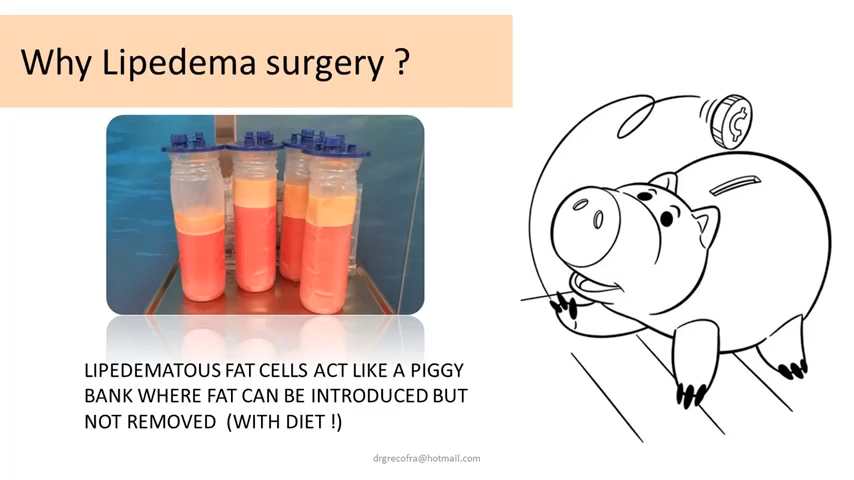 Why Lipedema surgery ?
LIPEDEMATOUS FAT CELLS ACT LIKE A PIGGY
BANK WHERE FAT CAN BE INTRODUCED BUT
NOT REMOVED (WITH DIET !)
drgrecofra@hotmail.com